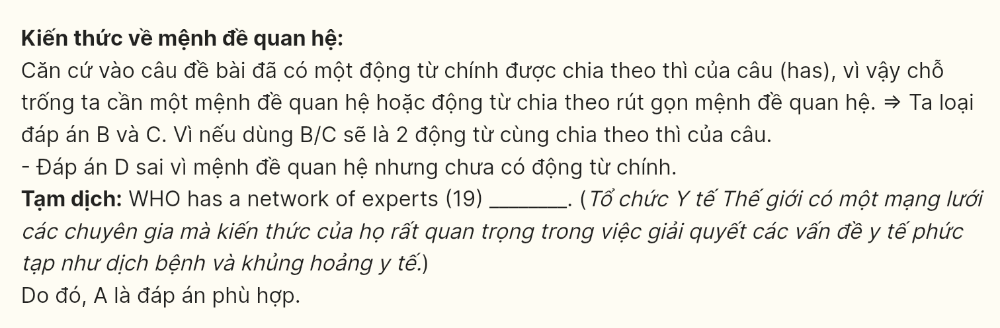 Kiến thức về mệnh đề quan hệ:
Căn cứ vào câu đề bài đã có một động từ chính được chia theo thì của câu (has), vì vậy chỗ
trống ta cần một mệnh đề quan hệ hoặc động từ chia theo rút gọn mệnh đề quan hệ. ⇒ Ta loại
đáp án B và C. Vì nếu dùng B/C sẽ là 2 động từ cùng chia theo thì của câu.
- Đáp án D sai vì mệnh đề quan hệ nhưng chưa có động từ chính.
Tạm dịch: WHO has a network of experts (19) ________. (Tổ chức Y tế Thế giới có một mạng lưới
các chuyên gia mà kiến thức của họ rất quan trọng trong việc giải quyết các vấn đề y tế phức
tạp như dịch bệnh và khủng hoảng y tế.)
Do đó, A là đáp án phù hợp.